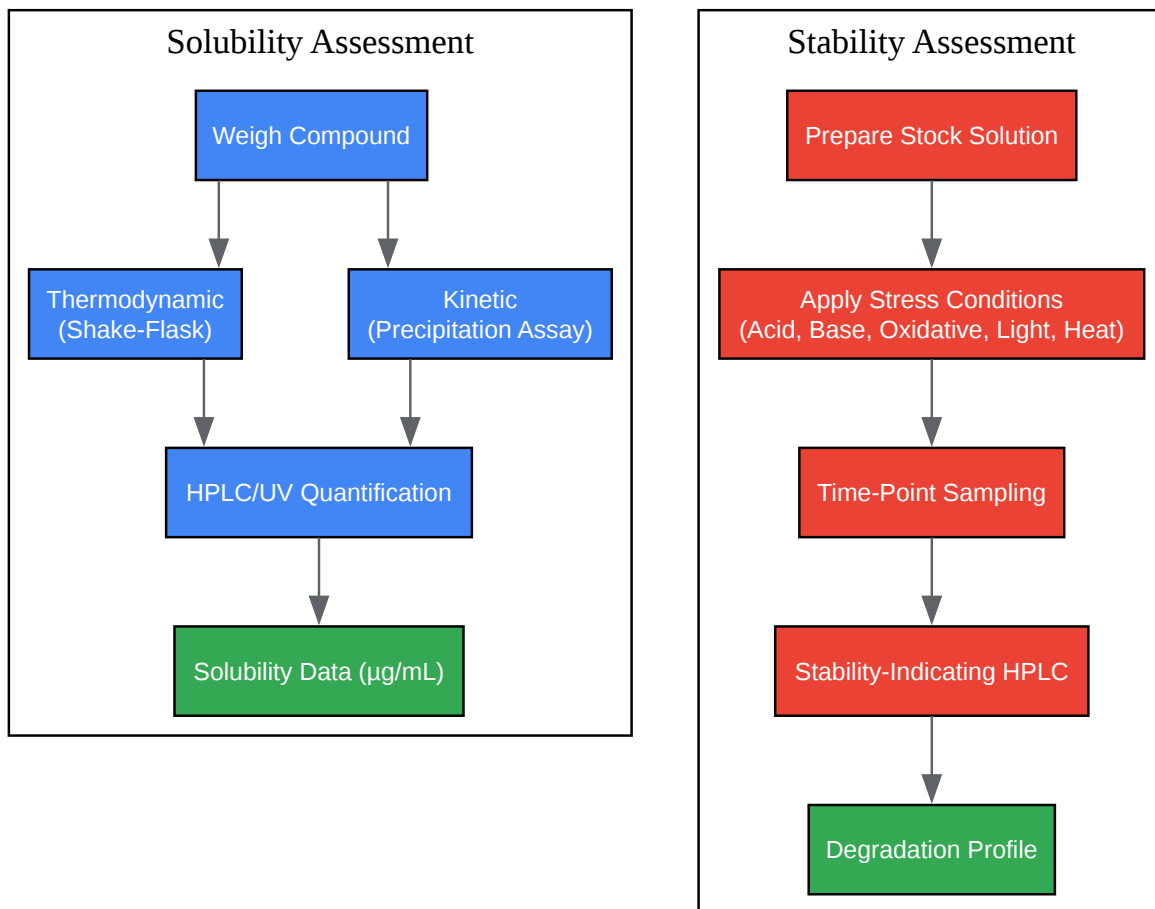 Solubility Assessment
Weigh Compound
Thermodynamic
(Shake-Flask)
Kinetic
(Precipitation Assay)
HPLC/UV Quantification
Solubility Data (µg/mL)
Stability Assessment
Prepare Stock Solution
Apply Stress Conditions
(Acid, Base, Oxidative, Light, Heat)
Time-Point Sampling
Stability-Indicating HPLC
Degradation Profile